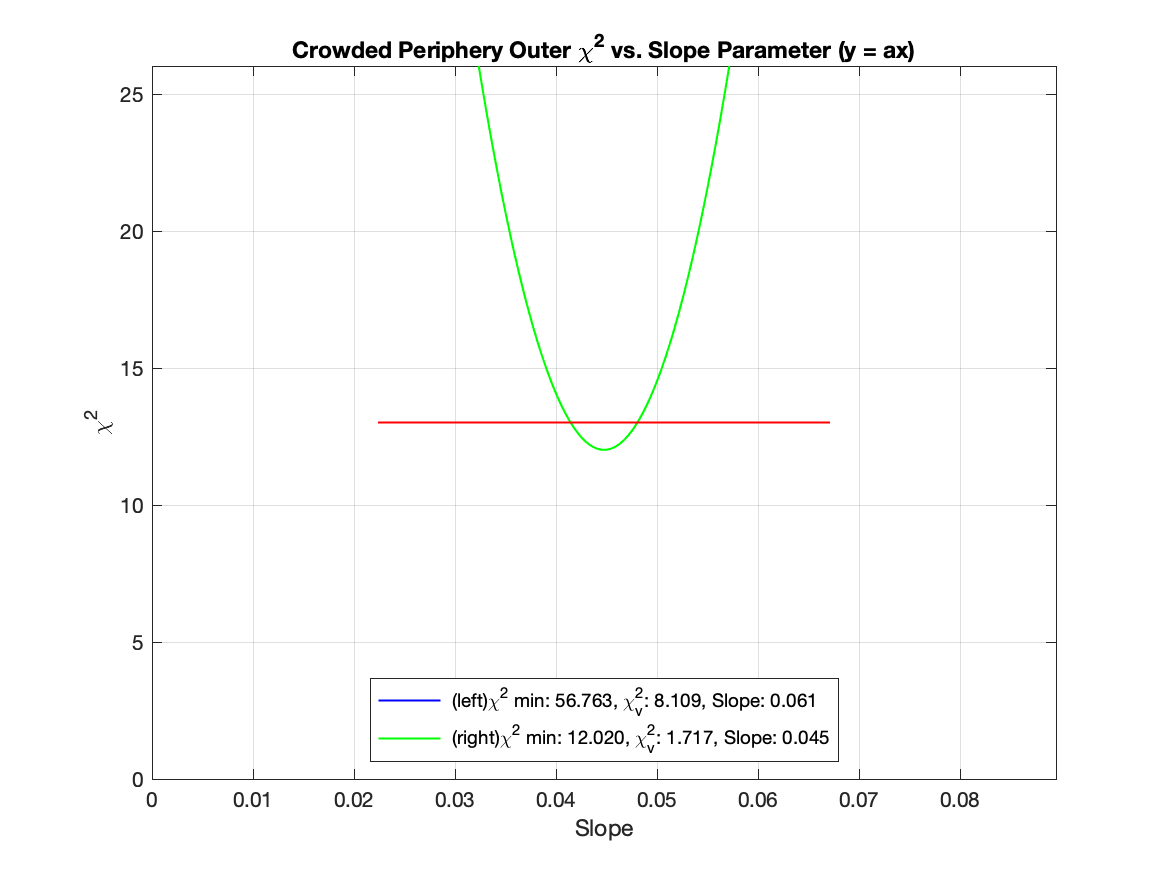 Crowded Periphery Outer χ² vs. Slope Parameter (y = ax)
25
20
15
10
5
0
χ²
0 0.01 0.02 0.03 0.04 0.05 0.06 0.07 0.08
Slope
(left)χ² min: 56.763, χ²ᵥ: 8.109, Slope: 0.061
(right)χ² min: 12.020, χ²ᵥ: 1.717, Slope: 0.045